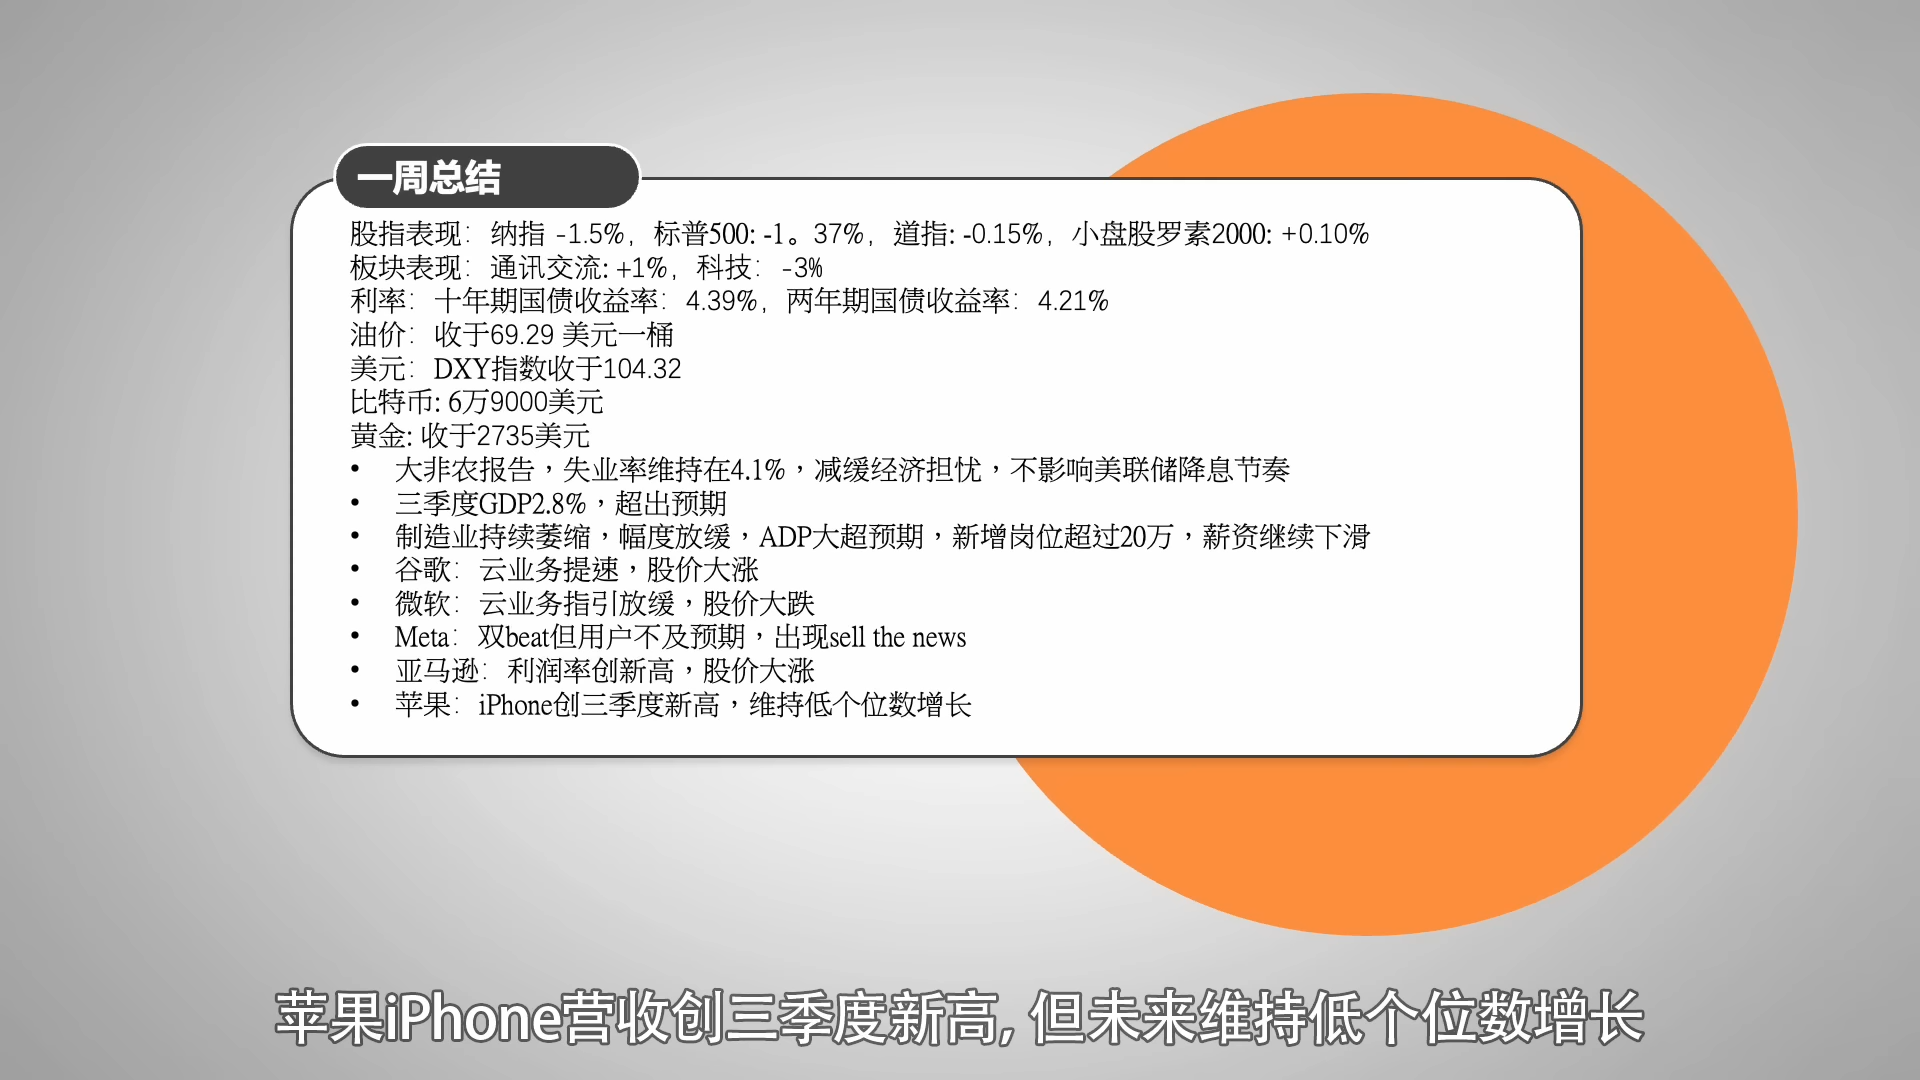 一周总结
股指表现：纳指 -1.5%，标普500: -1。37%，道指: -0.15%，小盘股罗素2000: +0.10%
板块表现：通讯交流: +1%，科技：-3%
利率：十年期国债收益率：4.39%，两年期国债收益率：4.21%
油价：收于69.29 美元一桶
美元：DXY指数收于104.32
比特币: 6万9000美元
黄金: 收于2735美元
• 大非农报告，失业率维持在4.1%，减缓经济担忧，不影响美联储降息节奏
• 三季度GDP2.8%，超出预期
• 制造业持续萎缩，幅度放缓，ADP大超预期，新增岗位超过20万，薪资继续下滑
• 谷歌：云业务提速，股价大涨
• 微软：云业务指引放缓，股价大跌
• Meta：双beat但用户不及预期，出现sell the news
• 亚马逊：利润率创新高，股价大涨
• 苹果：iPhone创三季度新高，维持低个位数增长
苹果iPhone营收创三季度新高, 但未来维持低个位数增长